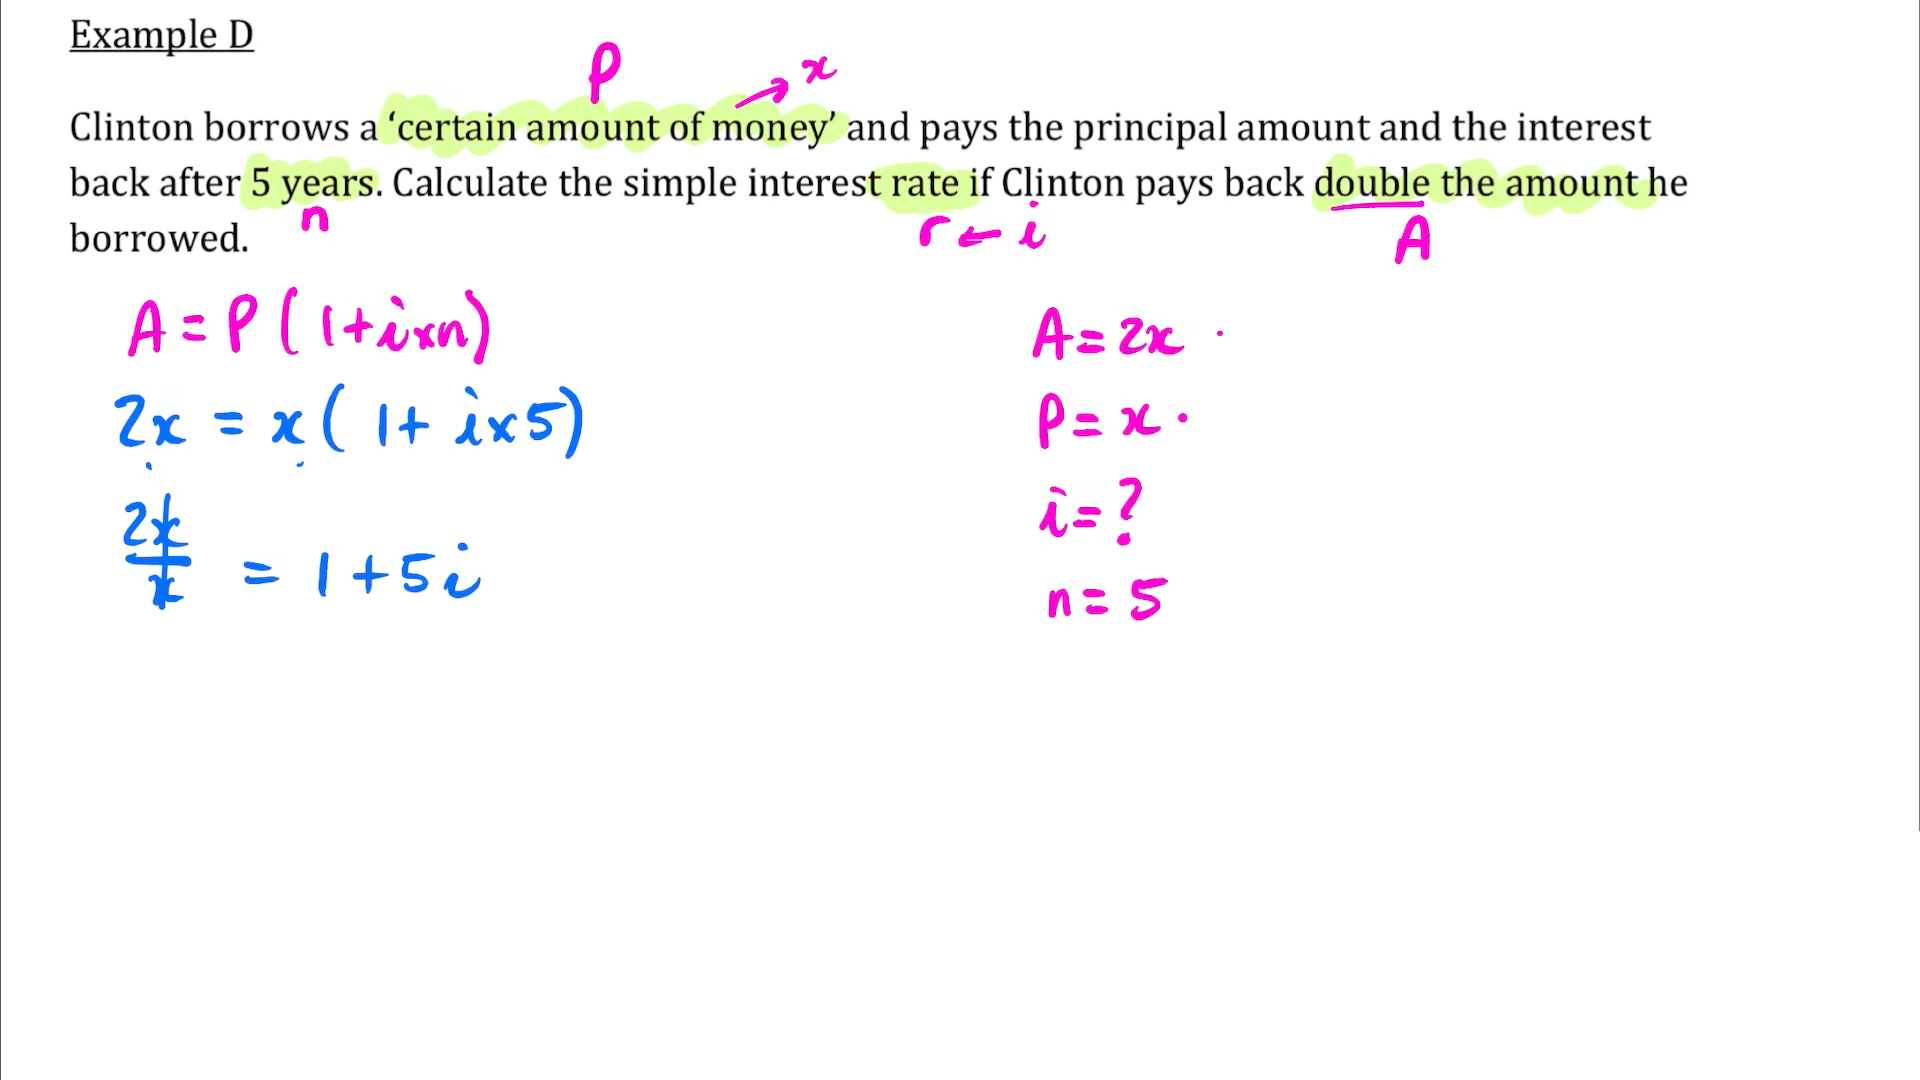 Example D
P
x
Clinton borrows a ‘certain amount of money’ and pays the principal amount and the interest
back after 5 years. Calculate the simple interest rate if Clinton pays back double the amount he
n
r ← i
A
borrowed.
A = P ( 1 + i x n )
2x = x ( 1 + i x 5 )
2x
x
= 1 + 5i
A = 2x
P = x
i = ?
n = 5